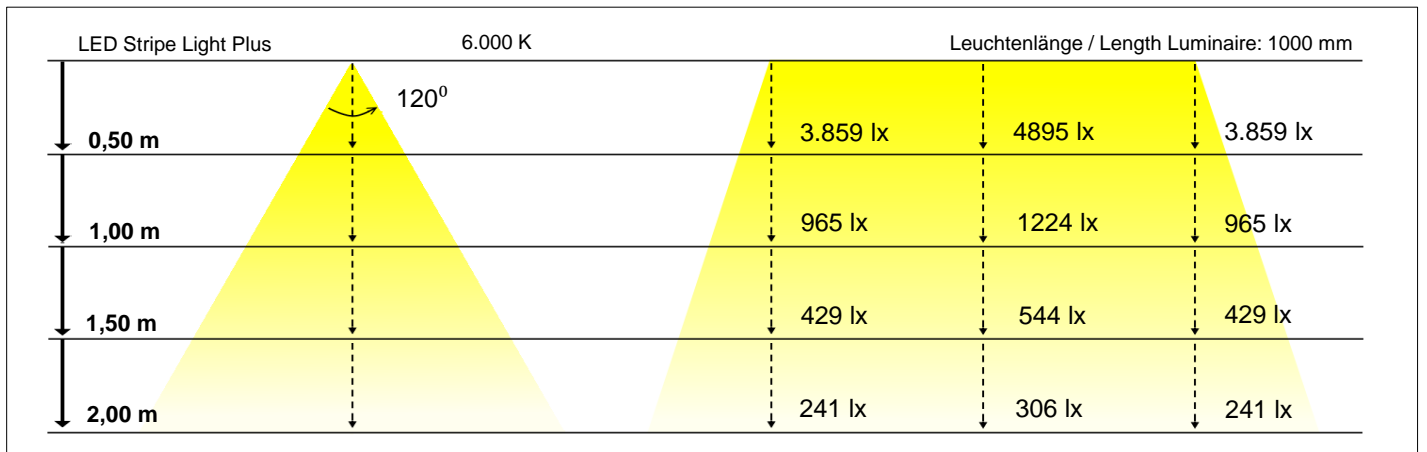 LED Stripe Light Plus 6.000 K Leuchtenlänge / Length Luminaire: 1000 mm
120⁰
0,50 m 3.859 lx 4895 lx 3.859 lx
1,00 m 965 lx 1224 lx 965 lx
1,50 m 429 lx 544 lx 429 lx
2,00 m 241 lx 306 lx 241 lx